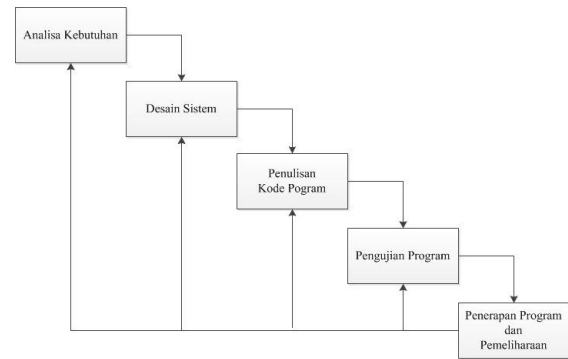 Analisa Kebutuhan
Desain Sistem
Penulisan
Kode Pogram
Pengujian Program
Penerapan Program
dan
Pemeliharaan